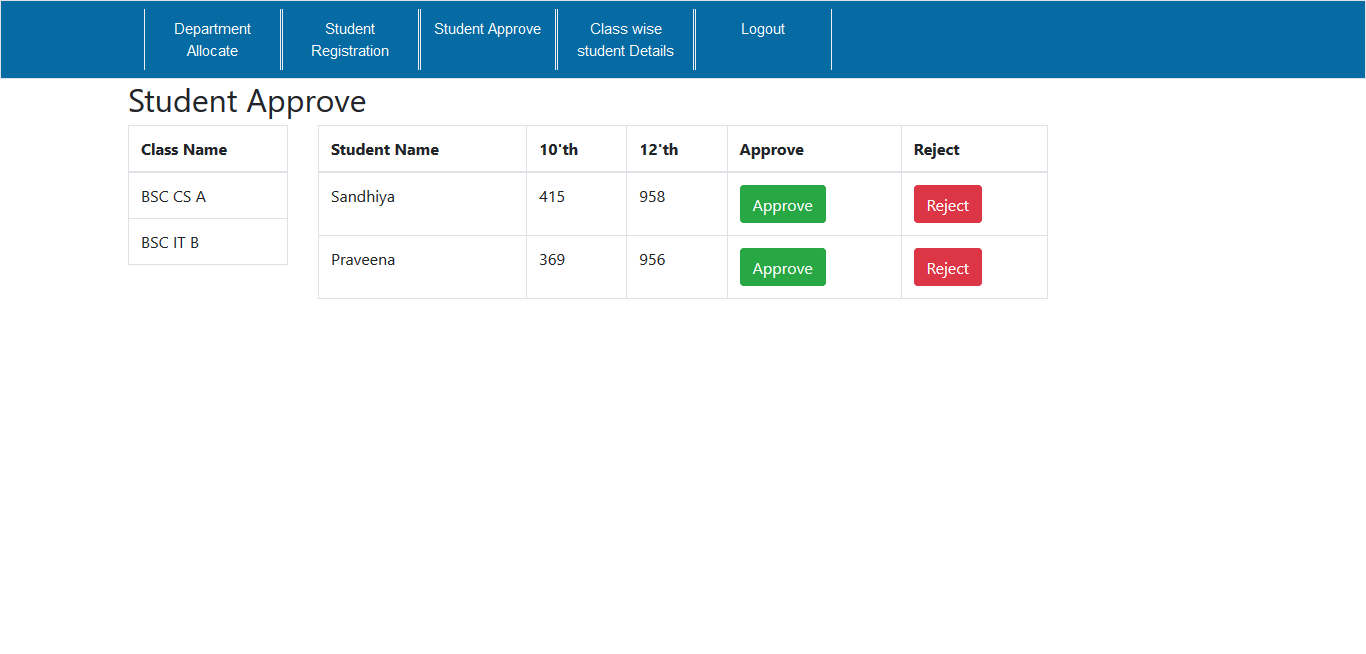 Department
Allocate
Student
Registration
Student Approve
Class wise
student Details
Logout
Student Approve
Class Name
BSC CS A
BSC IT B
Student Name 10'th 12'th Approve Reject
Sandhiya 415 958 Approve Reject
Praveena 369 956 Approve Reject